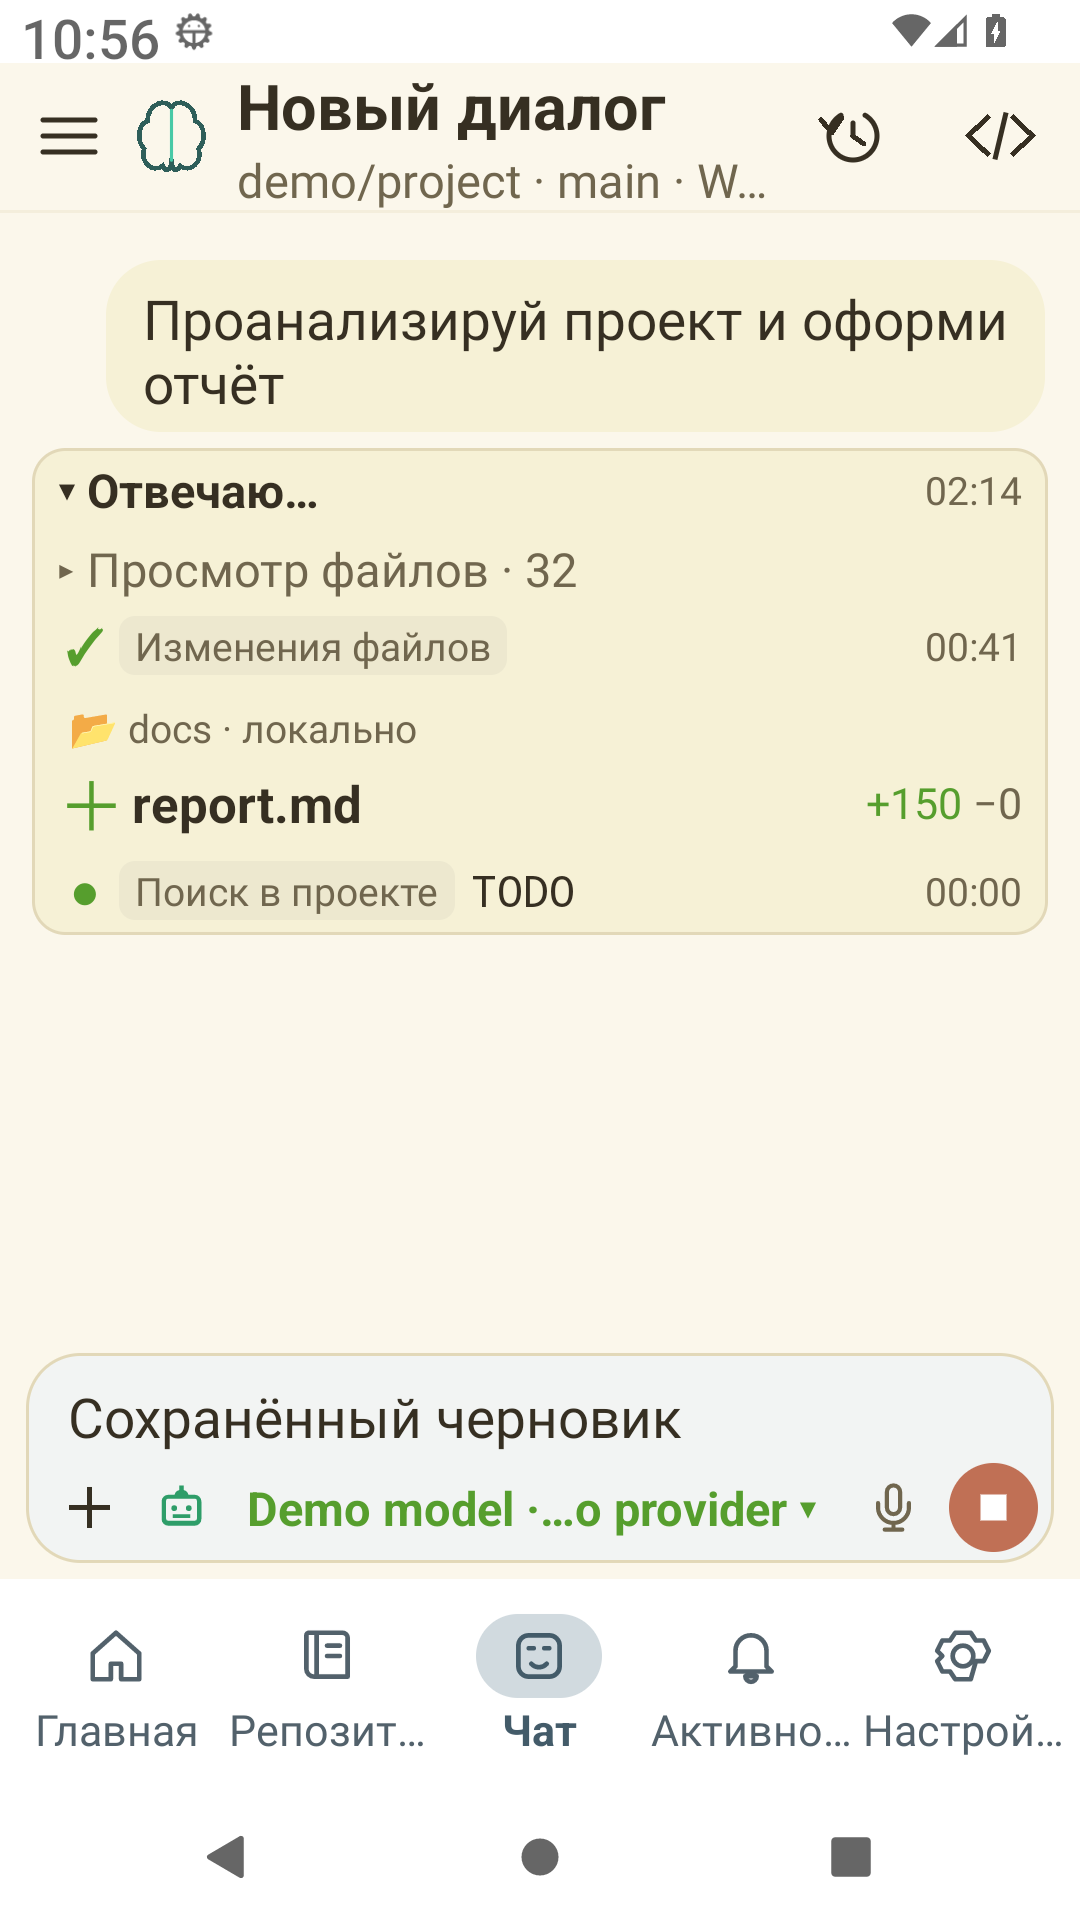 10:56
Новый диалог
demo/project · main · W…
Проанализируй проект и оформи
отчёт
▾ Отвечаю… 02:14
▸ Просмотр файлов · 32
✓ Изменения файлов 00:41
docs · локально
+ report.md +150 −0
● Поиск в проекте TODO 00:00
Сохранённый черновик
Demo model ·…o provider ▾
Главная Репозит… Чат Активно… Настрой…